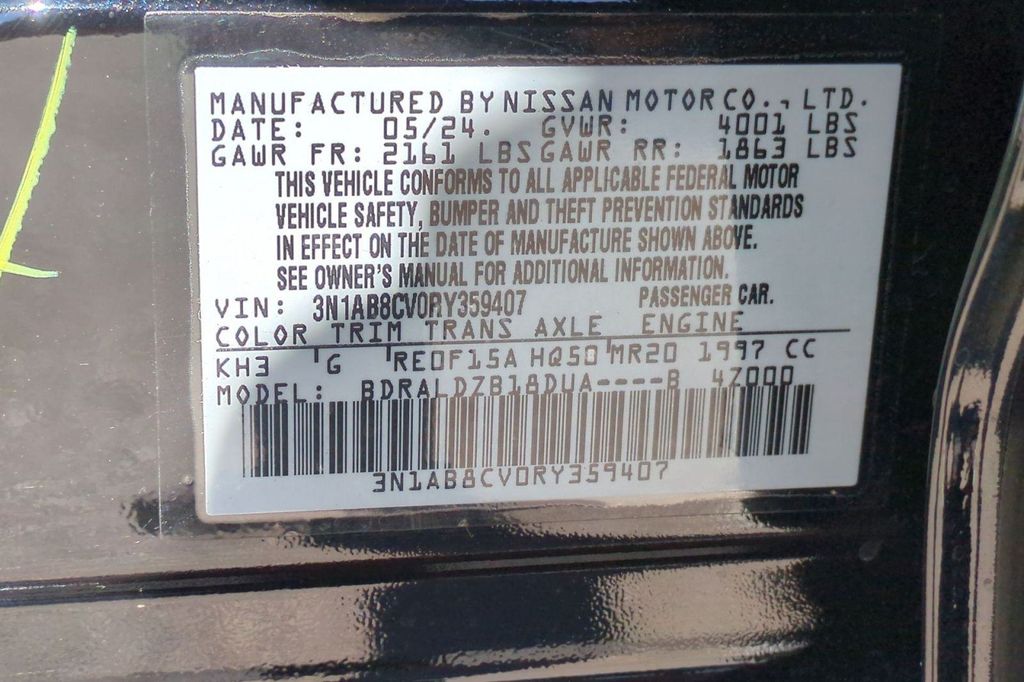 MANUFACTURED BY NISSAN MOTOR CO., LTD.
DATE: 05/24. GVWR: 4001 LBS
GAWR FR: 2161 LBS GAWR RR: 1863 LBS
THIS VEHICLE CONFORMS TO ALL APPLICABLE FEDERAL MOTOR
VEHICLE SAFETY, BUMPER AND THEFT PREVENTION STANDARDS
IN EFFECT ON THE DATE OF MANUFACTURE SHOWN ABOVE.
SEE OWNER'S MANUAL FOR ADDITIONAL INFORMATION.
VIN: 3N1AB8CV0RY359407 PASSENGER CAR.
COLOR TRIM TRANS AXLE ENGINE
KH3 G RE0F15A HQ50 MR20 1997 CC
MODEL: BDRALDZB18DUA----B 4Z000
3N1AB8CV0RY359407